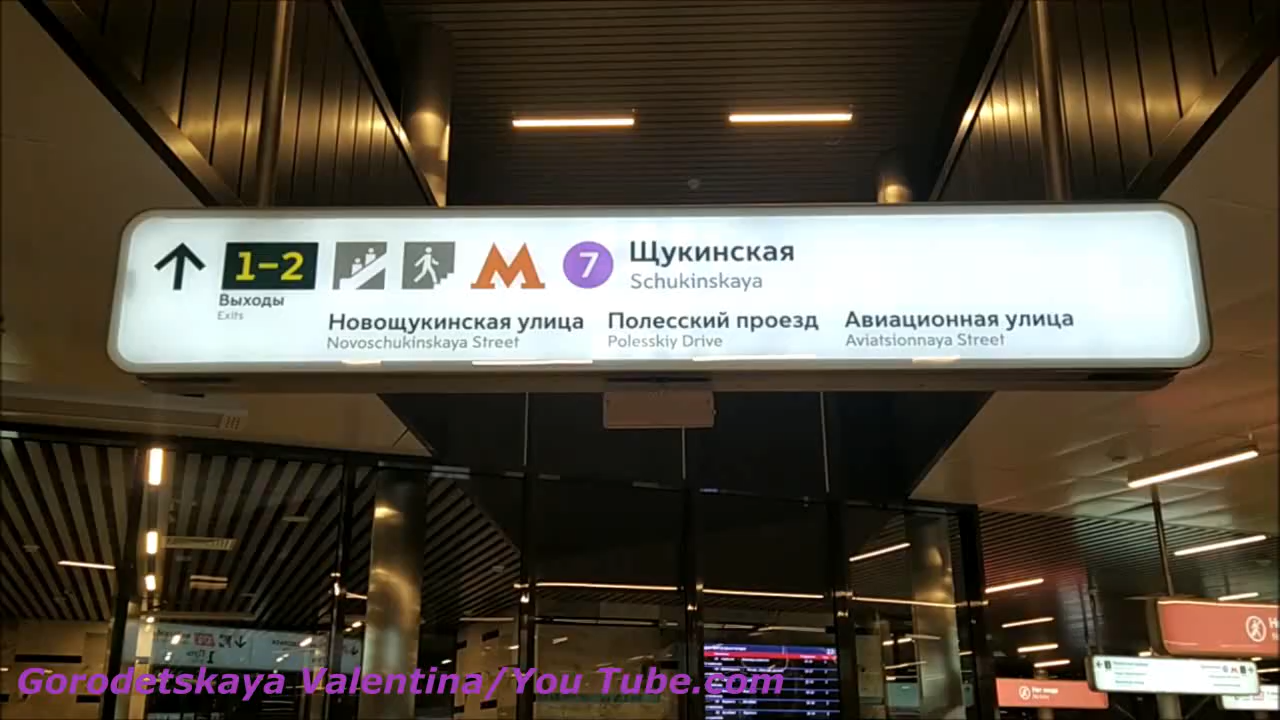 1-2
Выходы
Exits
М 7 Щукинская
Schukinskaya
Новощукинская улица Полесский проезд Авиационная улица
Novoschukinskaya Street Polesskiy Drive Aviatsionnaya Street
Gorodetskaya Valentina/You Tube.com